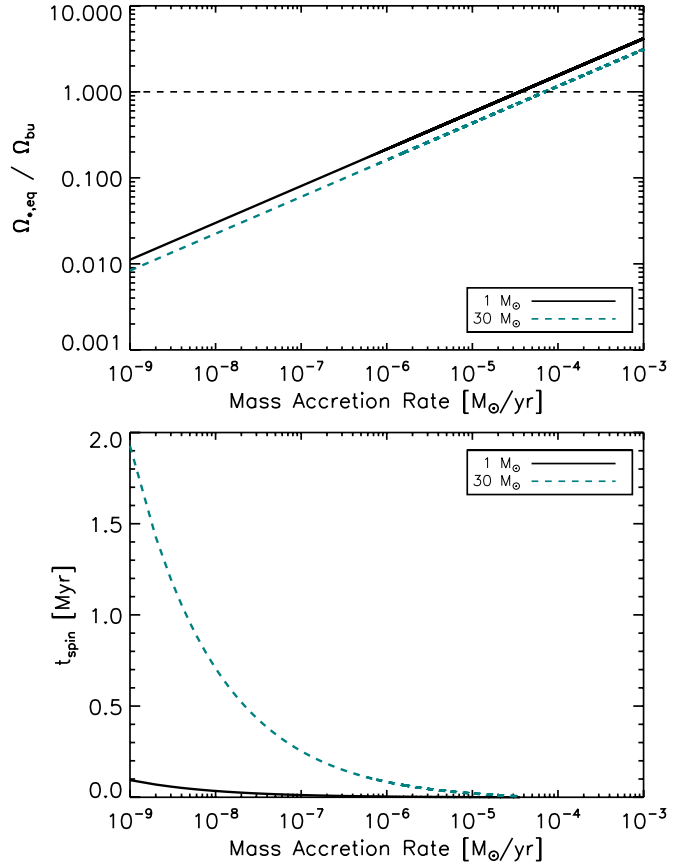 10.000
1.000
0.100
0.010
0.001
Ω*,eq / Ωbu
1 M⊙
30 M⊙
10⁻⁹ 10⁻⁸ 10⁻⁷ 10⁻⁶ 10⁻⁵ 10⁻⁴ 10⁻³
Mass Accretion Rate [M⊙/yr]
2.0
1.5
1.0
0.5
0.0
tspin [Myr]
1 M⊙
30 M⊙
10⁻⁹ 10⁻⁸ 10⁻⁷ 10⁻⁶ 10⁻⁵ 10⁻⁴ 10⁻³
Mass Accretion Rate [M⊙/yr]